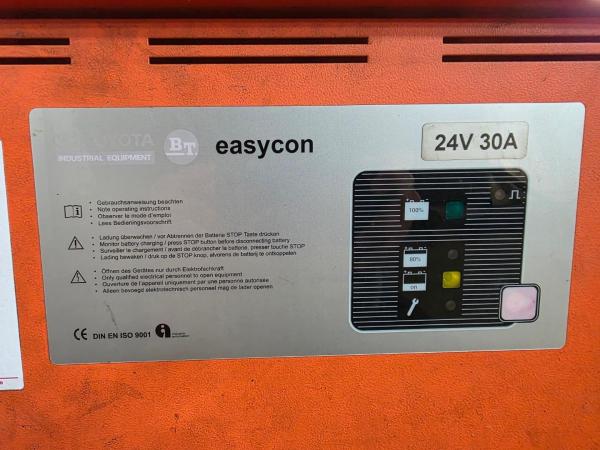 TOYOTA
INDUSTRIAL EQUIPMENT
BT
easycon
24V 30A
Gebrauchsanweisung beachten
Note operating instructions
Observer le mode d'emploi
Lees Bedieningsvoorschrift
Ladung überwachen / vor Abrennen der Batterie STOP Taste drücken
Monitor battery charging / press STOP button before disconnecting battery
Surveiller le chargement / avant de débrancher la batterie, presser touche STOP
Lading bewaken / druk op de STOP knop, alvorens de batterij te ontkoppelen
Öffnen des Gerätes nur durch Elektrofachkraft
Only qualified electrical personnel to open equipment
Ouverture de l'appareil uniquement par une personne autorisée
Alleen bevoegd elektrotechnisch personeel mag de lader openen
CE DIN EN ISO 9001
100%
80%
on